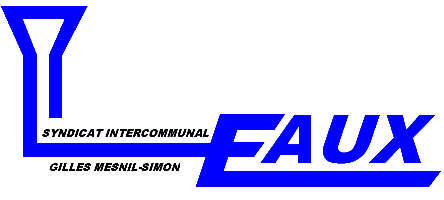 SYNDICAT INTERCOMMUNAL
EAUX
GILLES MESNIL-SIMON